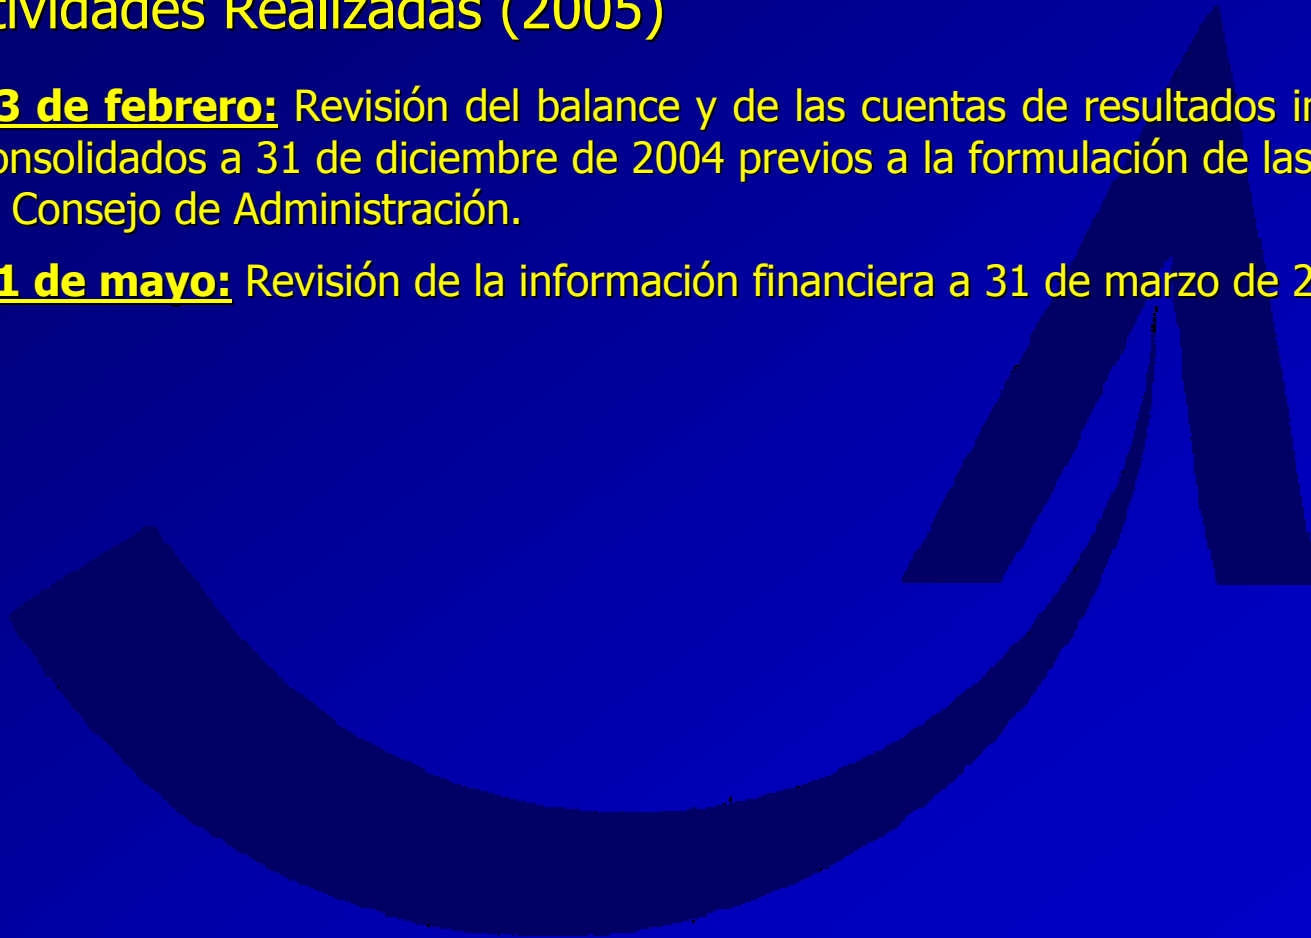 tividades Realizadas (2005)
3 de febrero: Revisión del balance y de las cuentas de resultados in
onsolidados a 31 de diciembre de 2004 previos a la formulación de las
Consejo de Administración.
1 de mayo: Revisión de la información financiera a 31 de marzo de 2